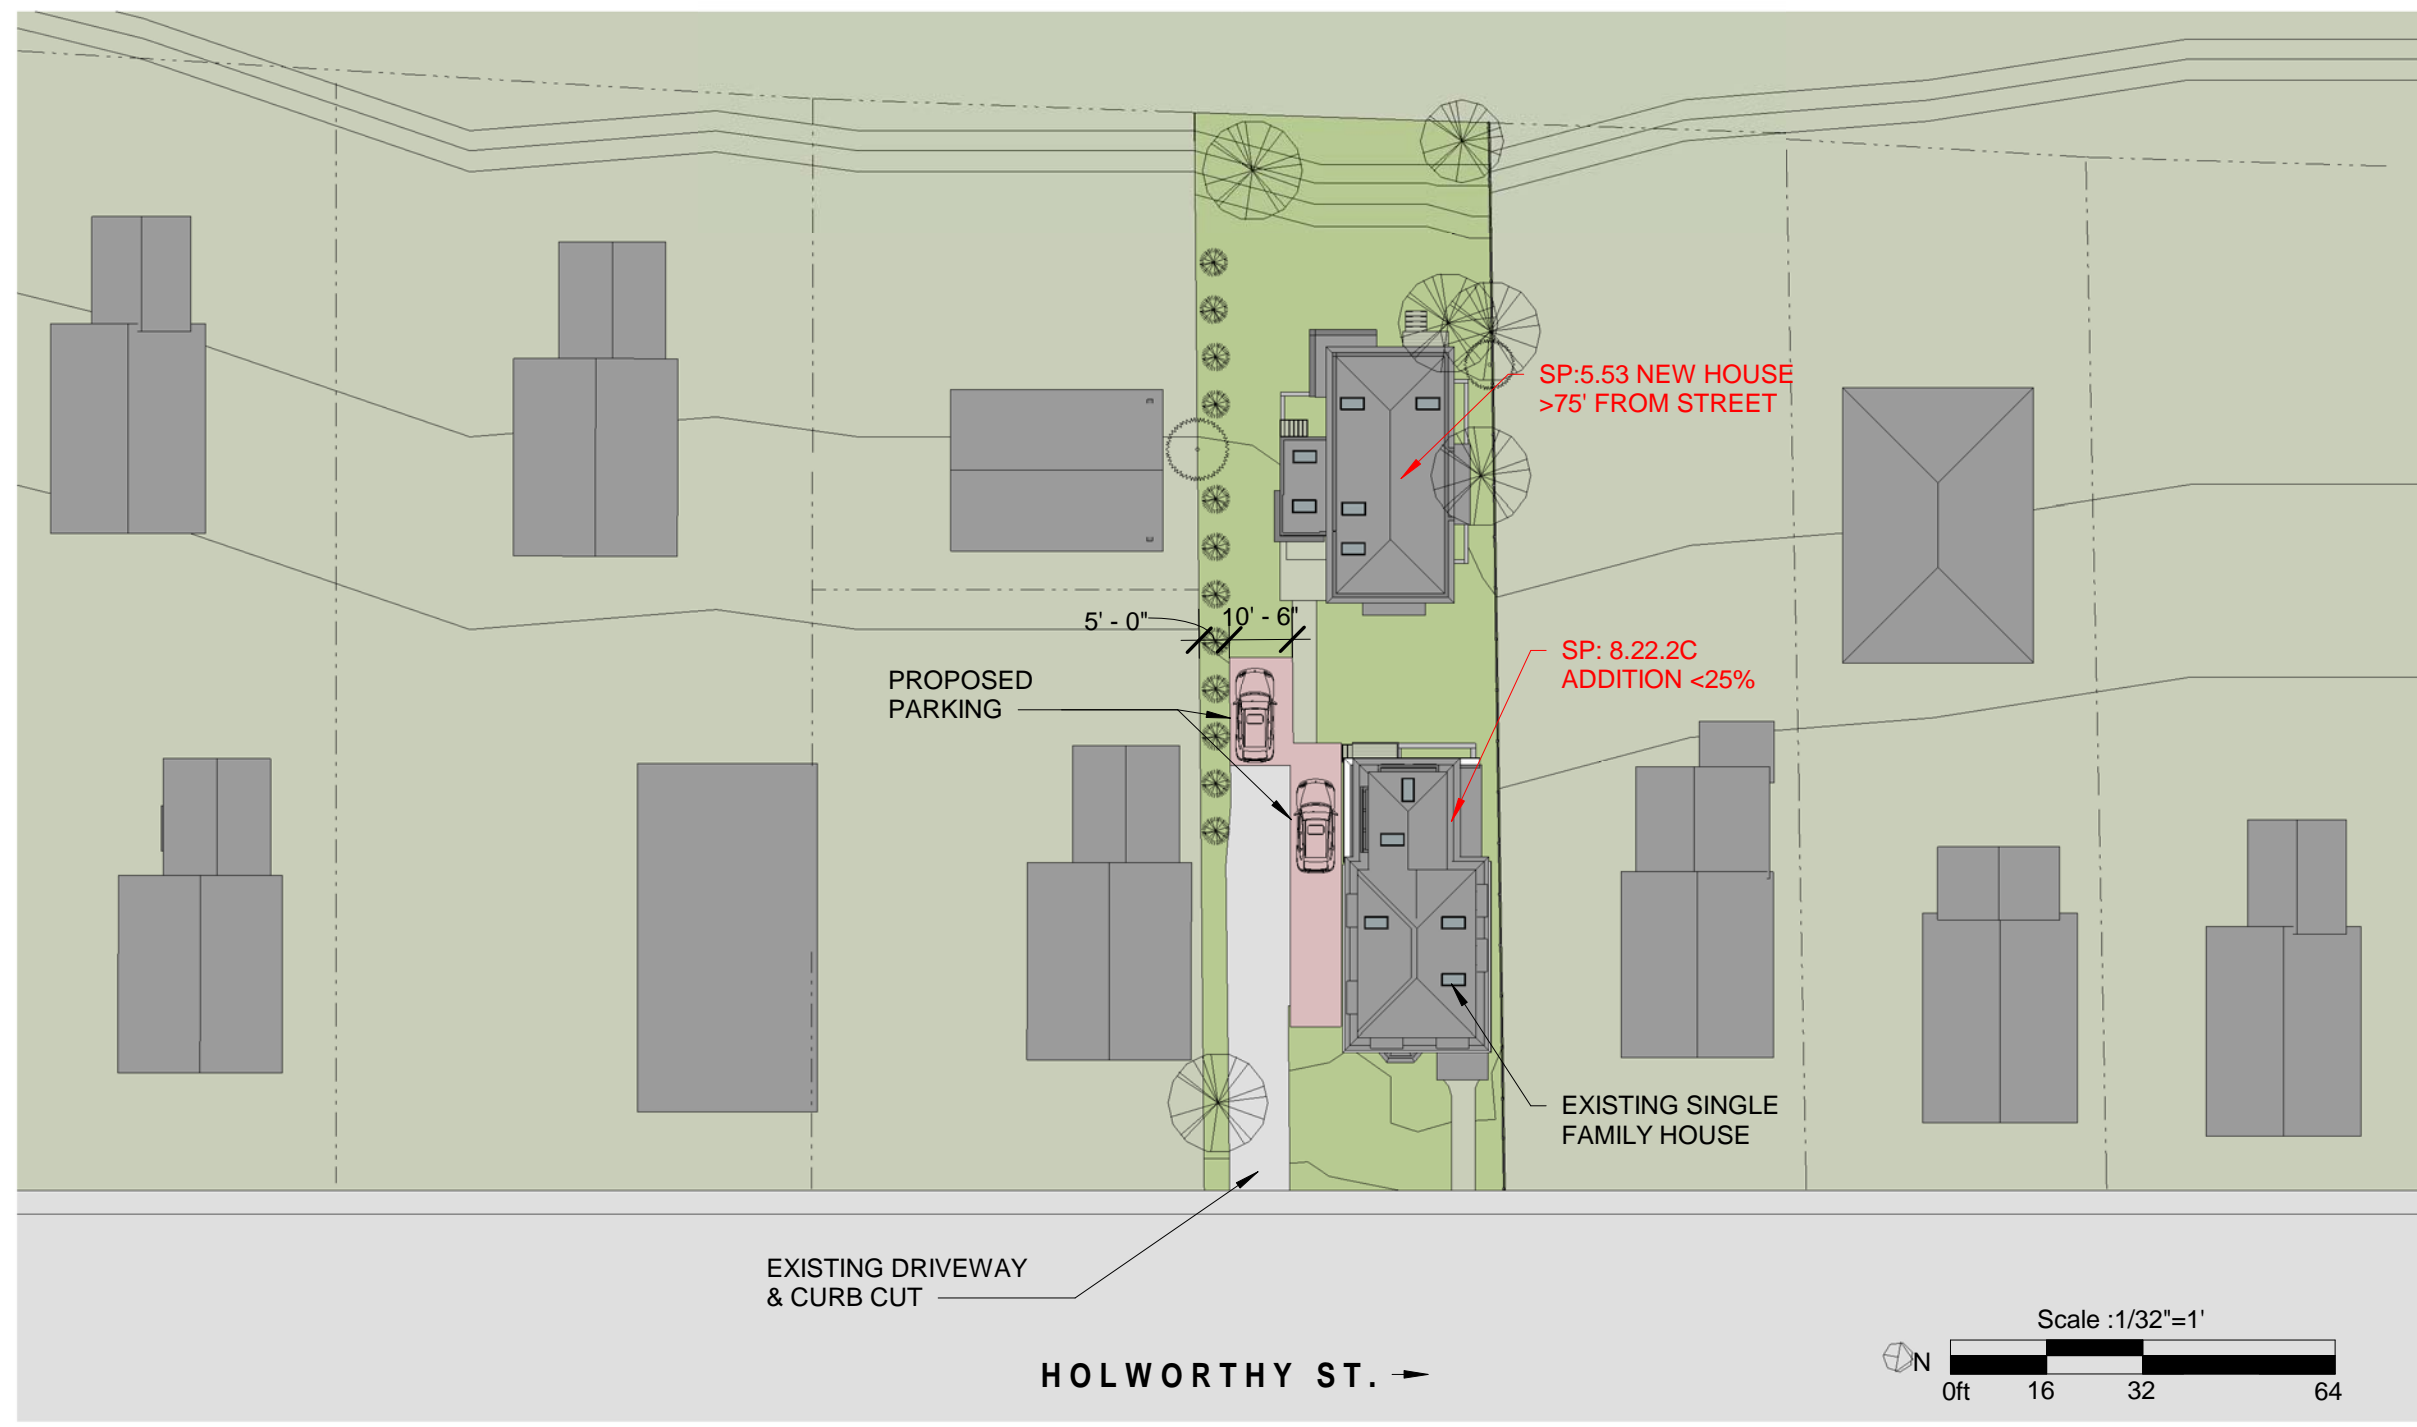 SP:5.53 NEW HOUSE
>75' FROM STREET
5' - 0"
10' - 6"
SP: 8.22.2C
ADDITION <25%
PROPOSED
PARKING
EXISTING SINGLE
FAMILY HOUSE
EXISTING DRIVEWAY
& CURB CUT
HOLWORTHY ST.
Scale :1/32"=1'
N
0ft 16 32 64